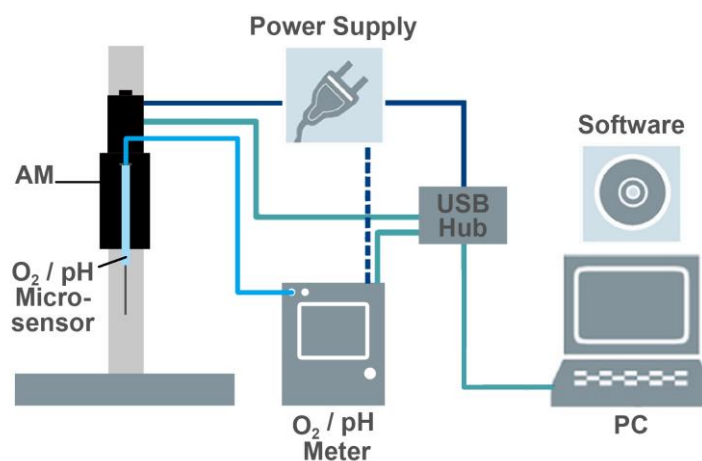 Power Supply
Software
AM
USB
Hub
O₂ / pH
Micro-
sensor
O₂ / pH
Meter
PC